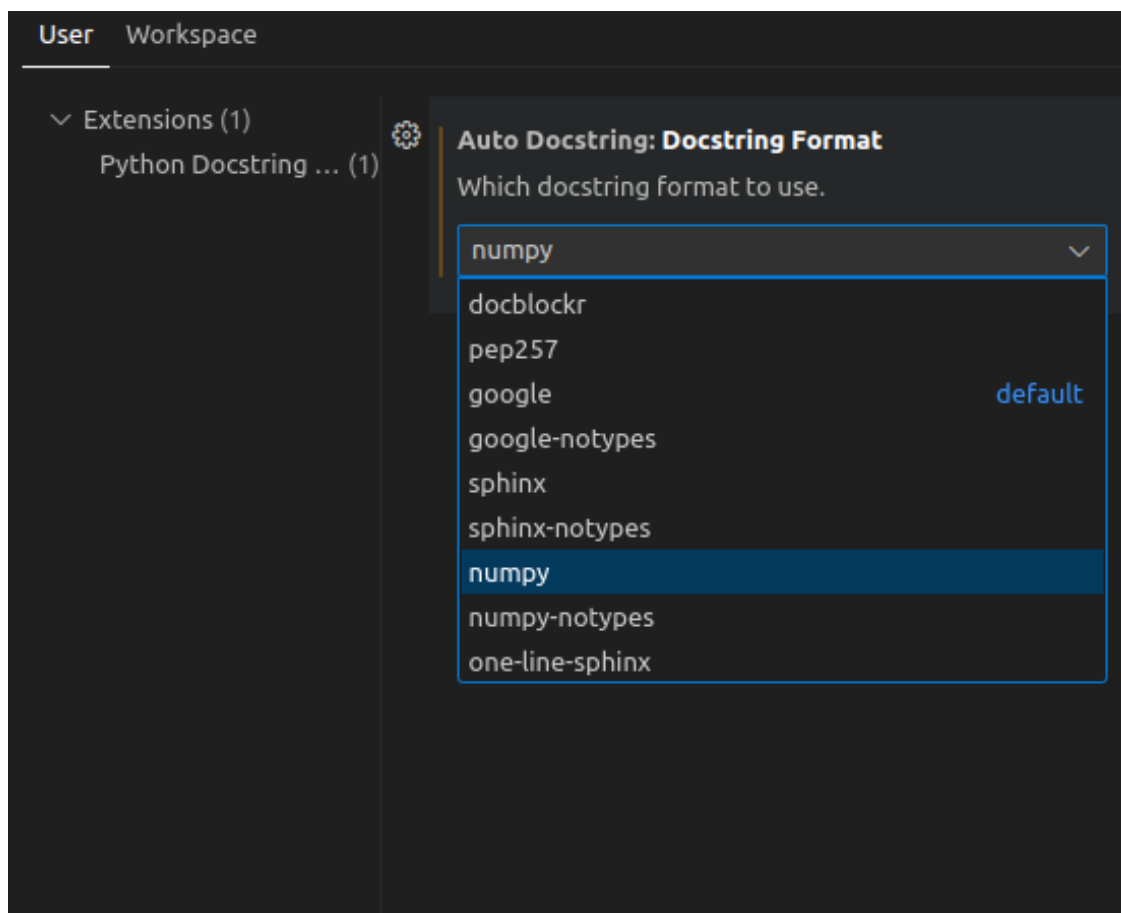 User Workspace
Extensions (1)
Python Docstring ... (1)
Auto Docstring: Docstring Format
Which docstring format to use.
numpy
docblockr
pep257
google default
google-notypes
sphinx
sphinx-notypes
numpy
numpy-notypes
one-line-sphinx